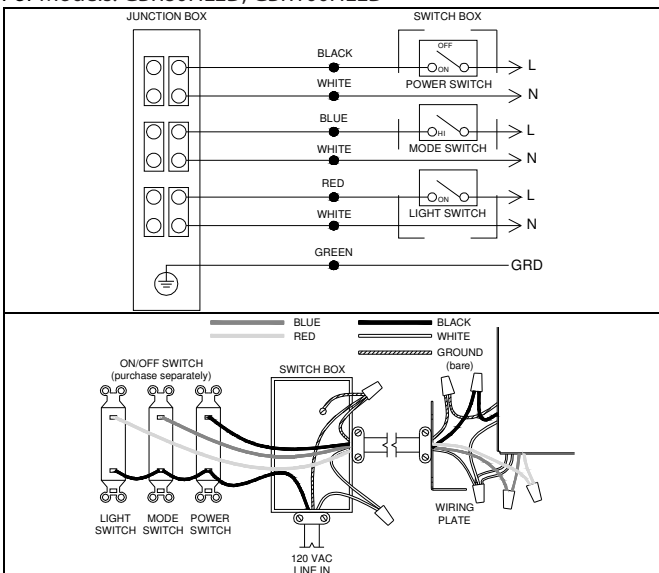 JUNCTION BOX
SWITCH BOX
OFF
BLACK
ON
L
POWER SWITCH
WHITE
N
BLUE
HI
L
MODE SWITCH
WHITE
N
RED
ON
L
LIGHT SWITCH
WHITE
N
GREEN
GRD
BLUE
BLACK
RED
WHITE
GROUND
(bare)
ON/OFF SWITCH
(purchase separately)
SWITCH BOX
LIGHT
SWITCH
MODE
SWITCH
POWER
SWITCH
WIRING
PLATE
120 VAC
LINE IN